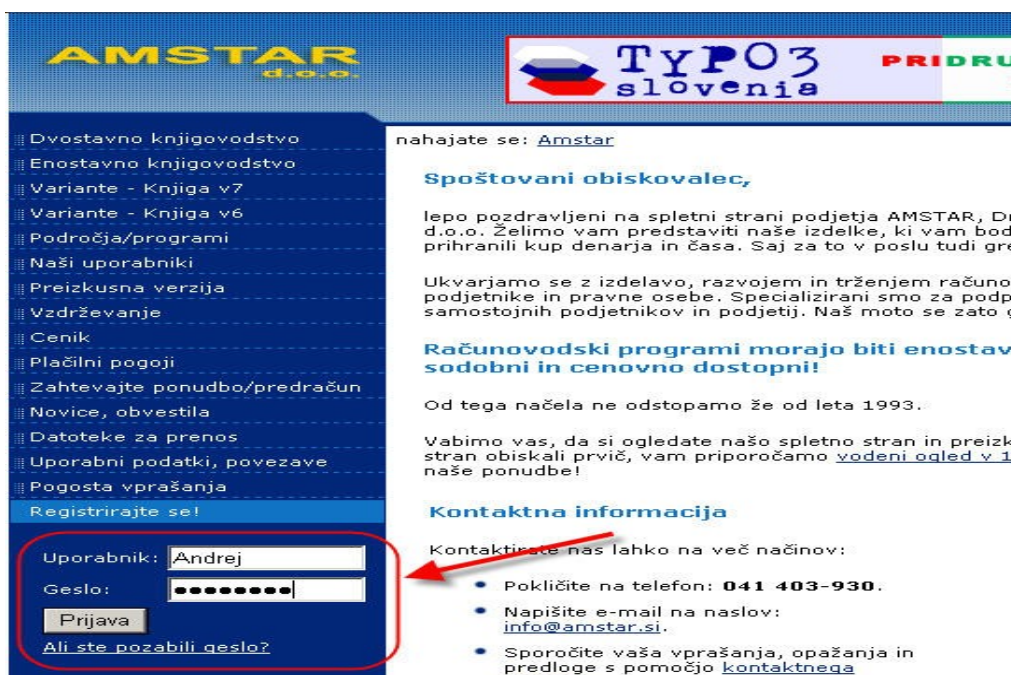 AMSTAR
d.o.o.
TYPO3
slovenia
PRIDRU
Dvostavno knjigovodstvo
Enostavno knjigovodstvo
Variante - Knjiga v7
Variante - Knjiga v6
Področja/programi
Naši uporabniki
Preizkusna verzija
Vzdrževanje
Cenik
Plačilni pogoji
Zahtevajte ponudbo/predračun
Novice, obvestila
Datoteke za prenos
Uporabni podatki, povezave
Pogosta vprašanja
Registrirajte se!
Uporabnik: Andrej
Geslo: ●●●●●●●●
Prijava
Ali ste pozabili geslo?
nahajate se: Amstar
Spoštovani obiskovalec,
lepo pozdravljeni na spletni strani podjetja AMSTAR, Dr
d.o.o. Želimo vam predstaviti naše izdelke, ki vam bod
prihranili kup denarja in časa. Saj za to v poslu tudi gre
Ukvarjamo se z izdelavo, razvojem in trženjem računo
podjetnike in pravne osebe. Specializirani smo za podp
samostojnih podjetnikov in podjetij. Naš moto se zato
Računovodski programi morajo biti enostav
sodobni in cenovno dostopni!
Od tega načela ne odstopamo že od leta 1993.
Vabimo vas, da si ogledate našo spletno stran in preizk
stran obiskali prvič, vam priporočamo vodeni ogled v 1
naše ponudbe!
Kontaktna informacija
Kontaktirate nas lahko na več načinov:
Pokličite na telefon: 041 403-930.
Napišite e-mail na naslov:
info@amstar.si.
Sporočite vaša vprašanja, opažanja in
predloge s pomočjo kontaktnega